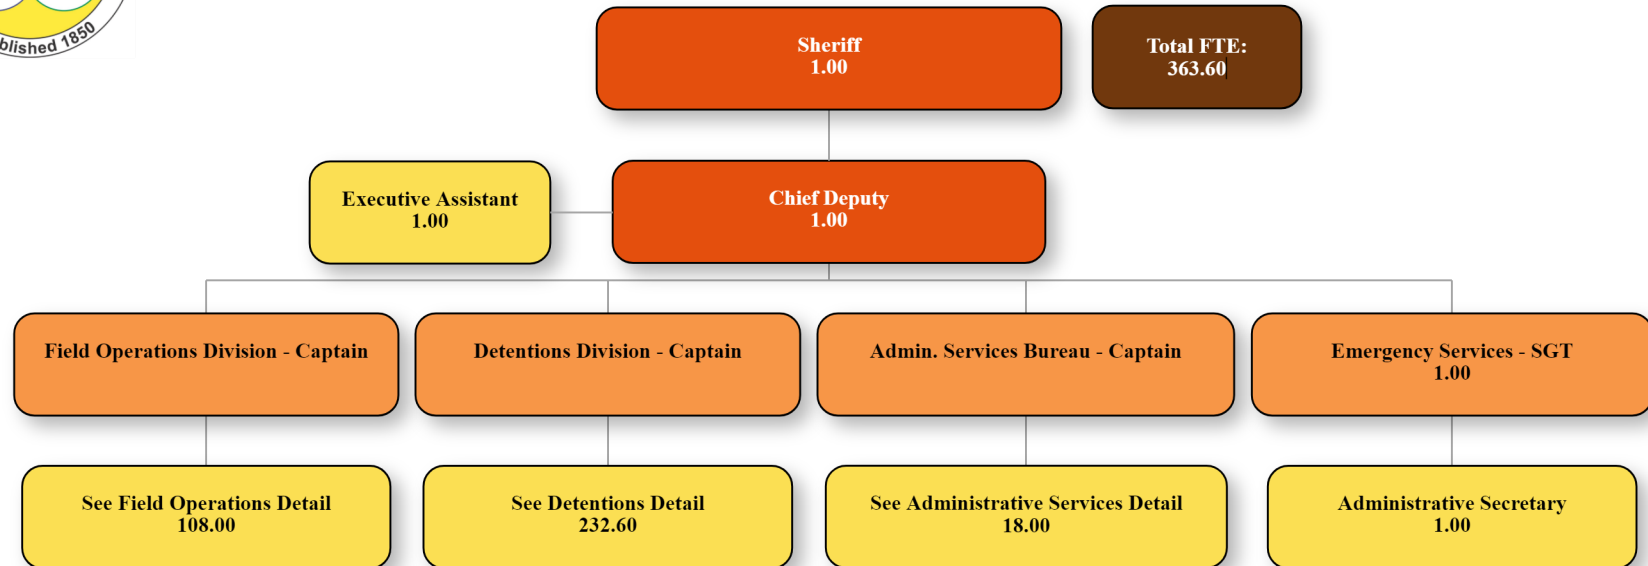 Established 1850
Sheriff
1.00
Total FTE:
363.60
Executive Assistant
1.00
Chief Deputy
1.00
Field Operations Division - Captain
Detentions Division - Captain
Admin. Services Bureau - Captain
Emergency Services - SGT
1.00
See Field Operations Detail
108.00
See Detentions Detail
232.60
See Administrative Services Detail
18.00
Administrative Secretary
1.00